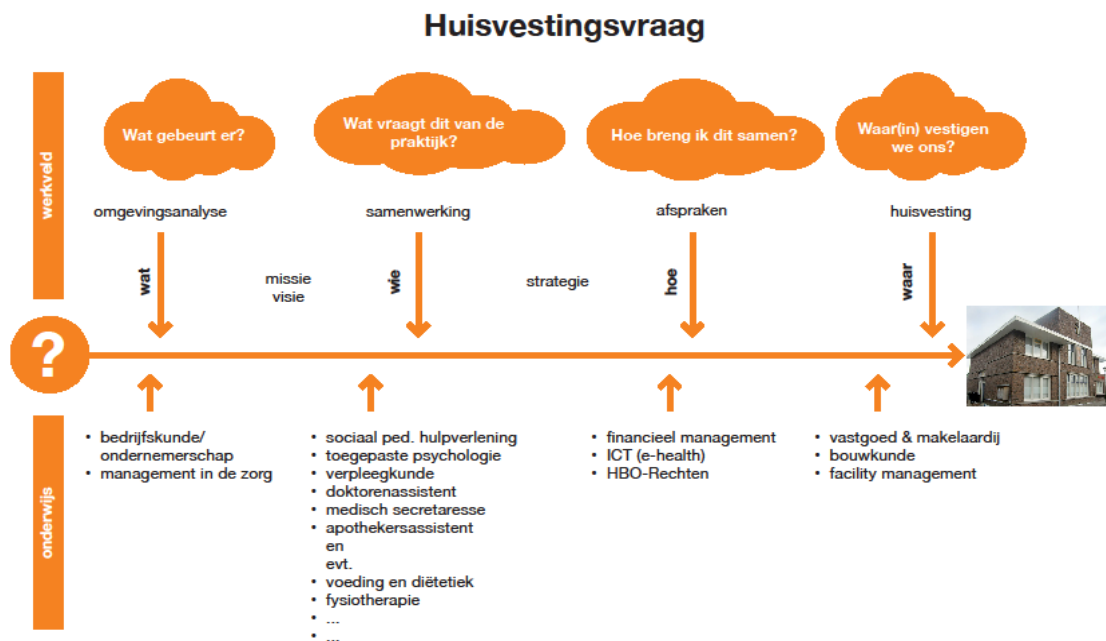 Huisvestingsvraag
werkveld
Wat gebeurt er?
Wat vraagt dit van de
praktijk?
Hoe breng ik dit samen?
Waar(in) vestigen
we ons?
omgevingsanalyse
samenwerking
afspraken
huisvesting
wat
missie
visie
wie
strategie
hoe
waar
?
onderwijs
• bedrijfskunde/
ondernemerschap
• management in de zorg
• sociaal ped. hulpverlening
• toegepaste psychologie
• verpleegkunde
• doktorenassistent
• medisch secretaresse
• apothekersassistent
en
evt.
• voeding en diëtetiek
• fysiotherapie
• ...
• ...
• financieel management
• ICT (e-health)
• HBO-Rechten
• vastgoed & makelaardij
• bouwkunde
• facility management